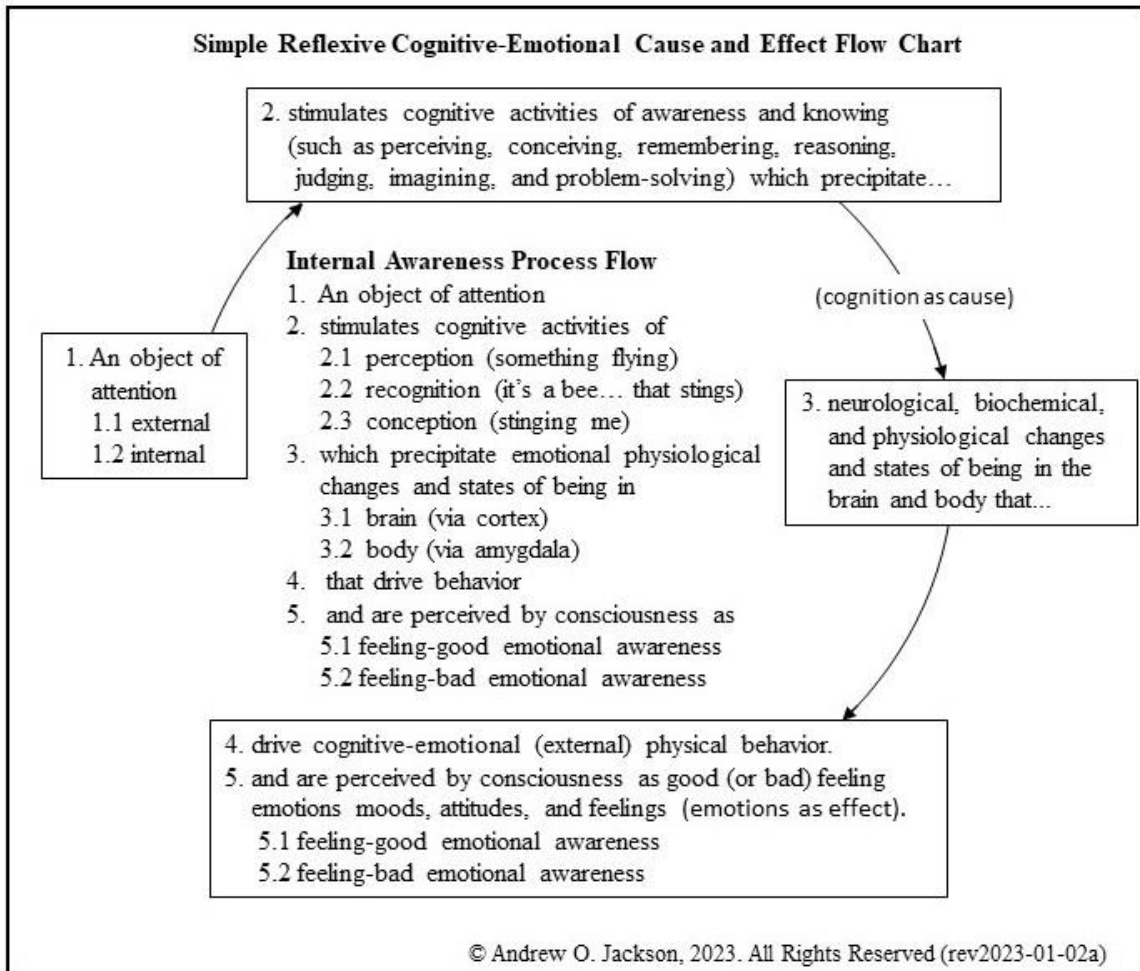 Simple Reflexive Cognitive-Emotional Cause and Effect Flow Chart
2. stimulates cognitive activities of awareness and knowing
(such as perceiving, conceiving, remembering, reasoning,
judging, imagining, and problem-solving) which precipitate…
Internal Awareness Process Flow
1. An object of attention
2. stimulates cognitive activities of
2.1 perception (something flying)
2.2 recognition (it's a bee… that stings)
2.3 conception (stinging me)
3. which precipitate emotional physiological
changes and states of being in
3.1 brain (via cortex)
3.2 body (via amygdala)
4. that drive behavior
5. and are perceived by consciousness as
5.1 feeling-good emotional awareness
5.2 feeling-bad emotional awareness
1. An object of
attention
1.1 external
1.2 internal
(cognition as cause)
3. neurological, biochemical,
and physiological changes
and states of being in the
brain and body that...
4. drive cognitive-emotional (external) physical behavior.
5. and are perceived by consciousness as good (or bad) feeling
emotions moods, attitudes, and feelings (emotions as effect).
5.1 feeling-good emotional awareness
5.2 feeling-bad emotional awareness
© Andrew O. Jackson, 2023. All Rights Reserved (rev2023-01-02a)